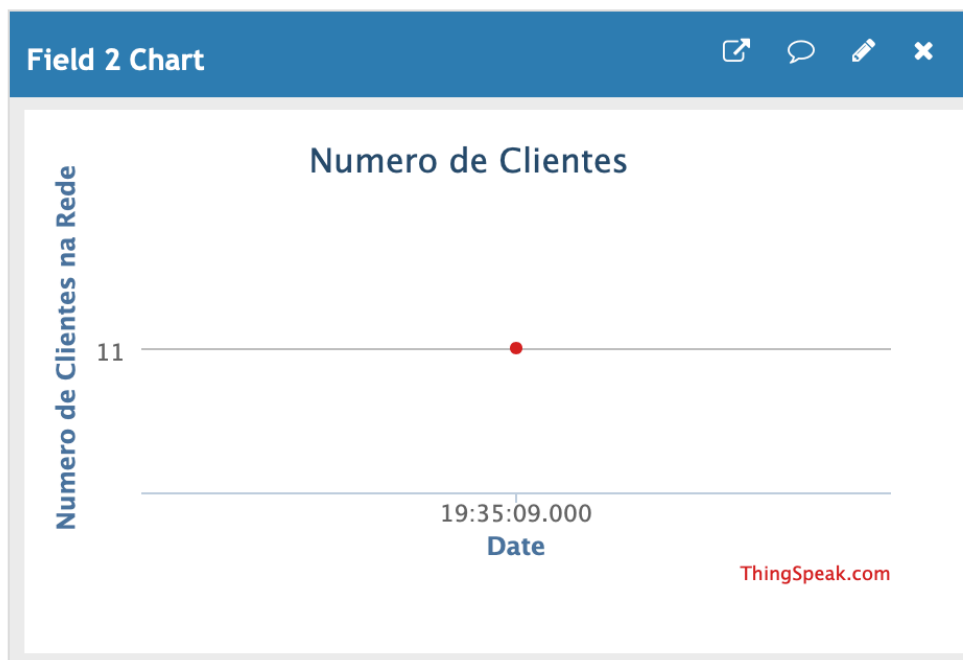 Field 2 Chart
Numero de Clientes
Numero de Clientes na Rede
11
19:35:09.000
Date
ThingSpeak.com